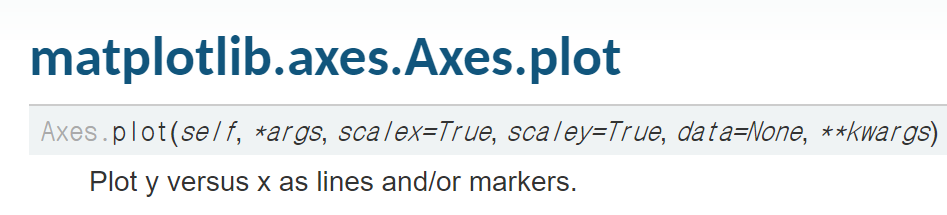 matplotlib.axes.Axes.plot
Axes.plot(self, *args, scalex=True, scaley=True, data=None, **kwargs)
Plot y versus x as lines and/or markers.